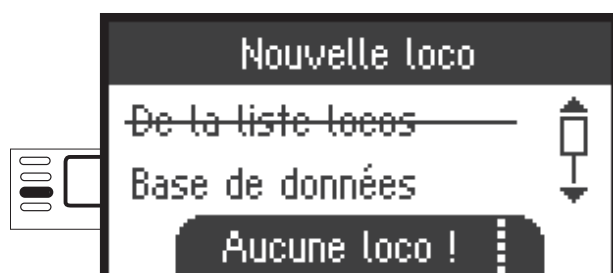 Nouvelle loco
De la liste locos
Base de données
Aucune loco !